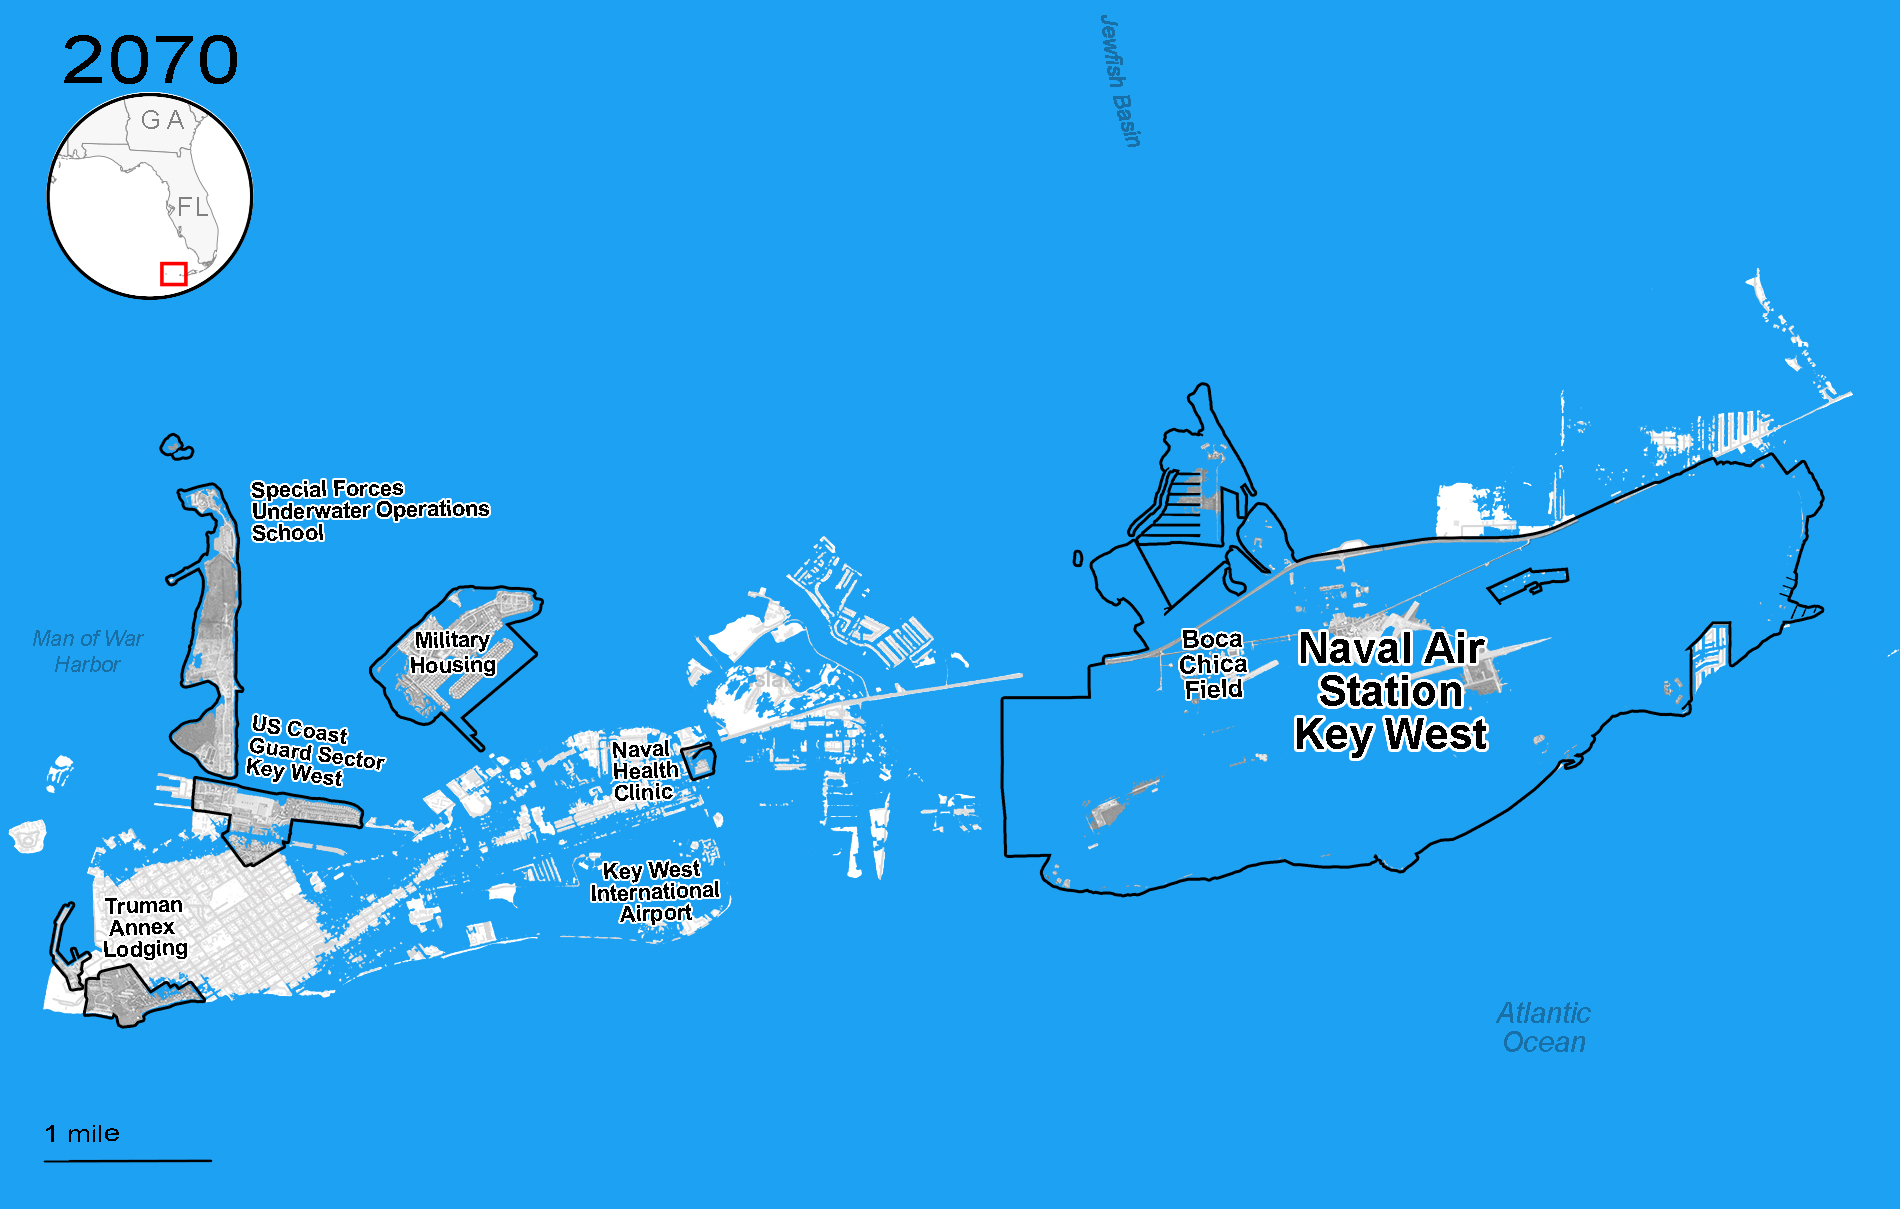 2070
GA
FL
Jewfish Basin
Special Forces
Underwater Operations
School
Man of War
Harbor
Military
Housing
US Coast
Guard Sector
Key West
Naval
Health
Clinic
Boca
Chica
Field
Naval Air
Station
Key West
Key West
International
Airport
Truman
Annex
Lodging
Atlantic
Ocean
1 mile